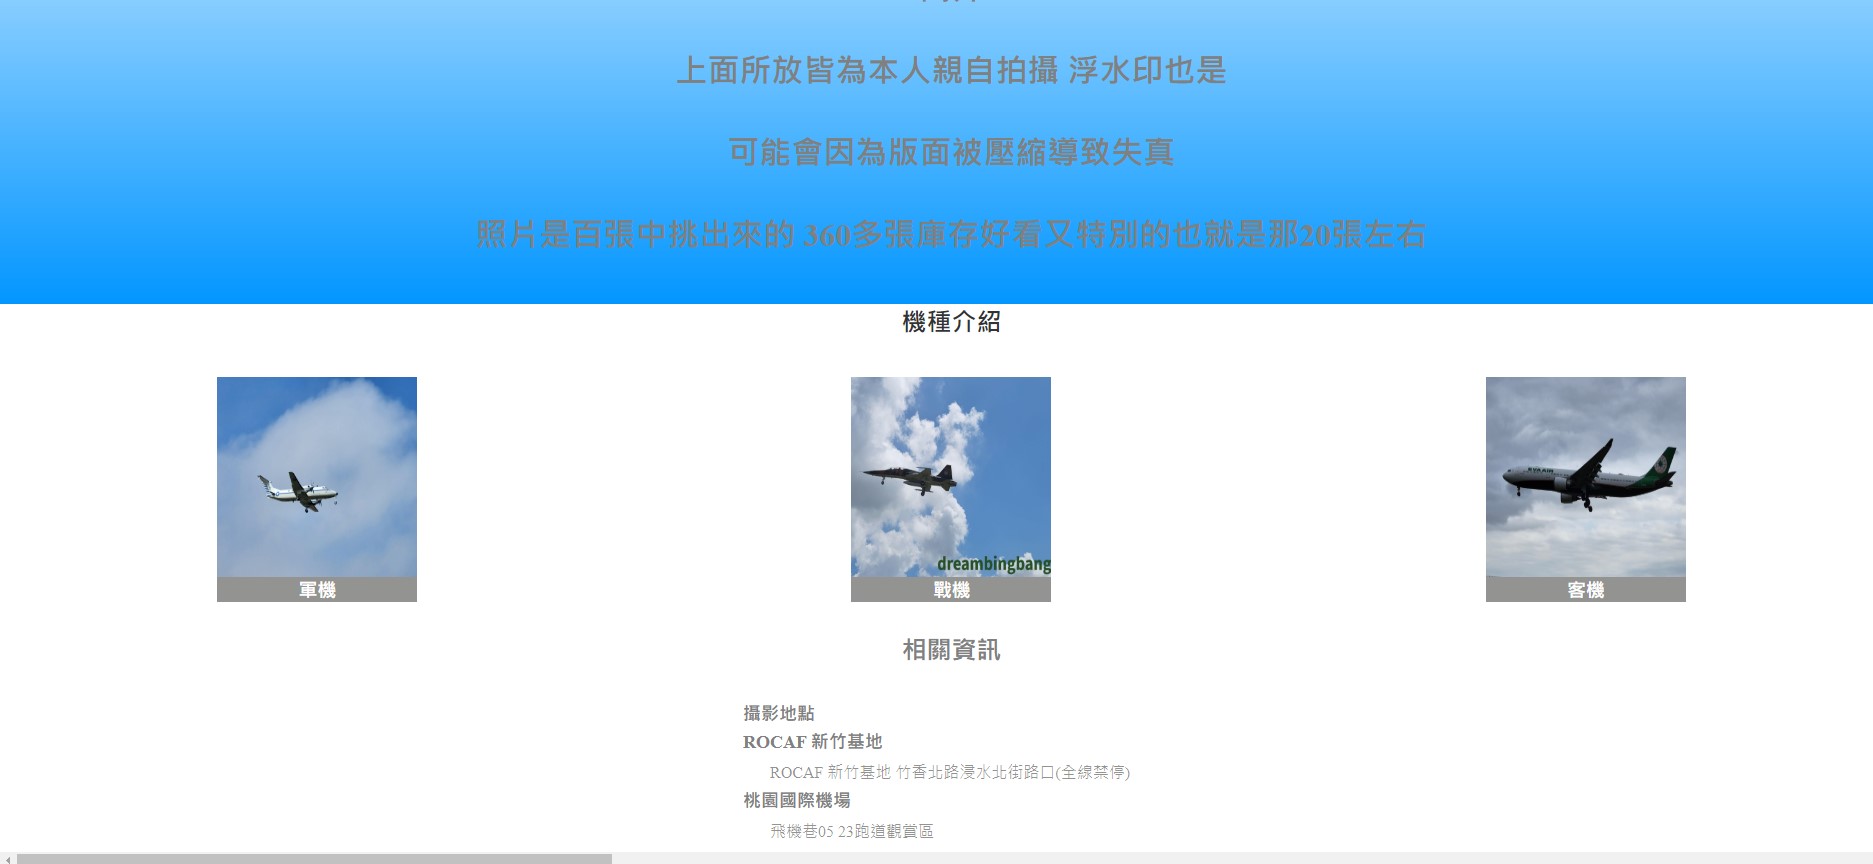 上面所放皆為本人親自拍攝 浮水印也是
可能會因為版面被壓縮導致失真
照片是百張中挑出來的 360多張庫存好看又特別的也就是那20張左右
機種介紹
EVA AIR
dreambingbang
軍機
戰機
客機
相關資訊
攝影地點
ROCAF 新竹基地
ROCAF 新竹基地 竹香北路浸水北街路口(全線禁停)
桃園國際機場
飛機巷05 23跑道觀賞區